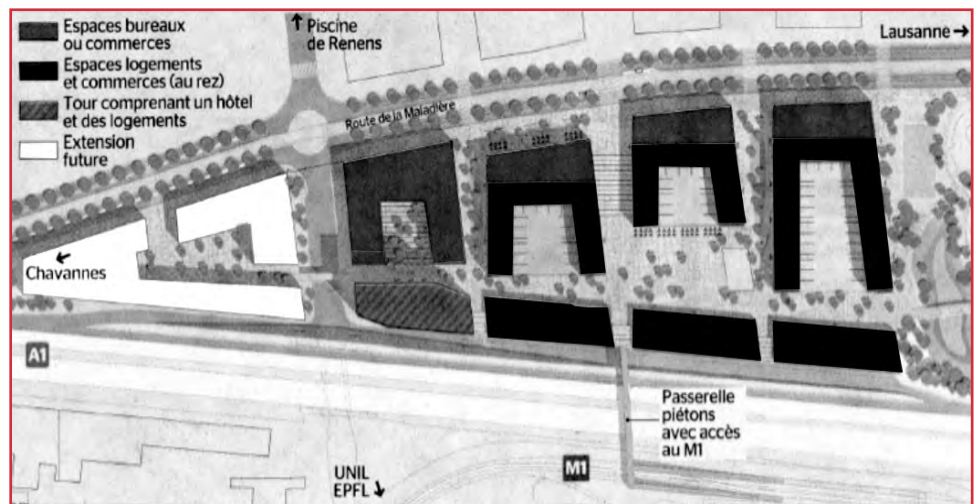 Espaces bureaux
ou commerces
Espaces logements
et commerces (au rez)
Tour comprenant un hôtel
et des logements
Extension
future
↑ Piscine
de Renens
Lausanne →
Route de la Maladière
Chavannes
A1
Passerelle
piétons
avec accès
au M1
UNIL
EPFL ↓
M1